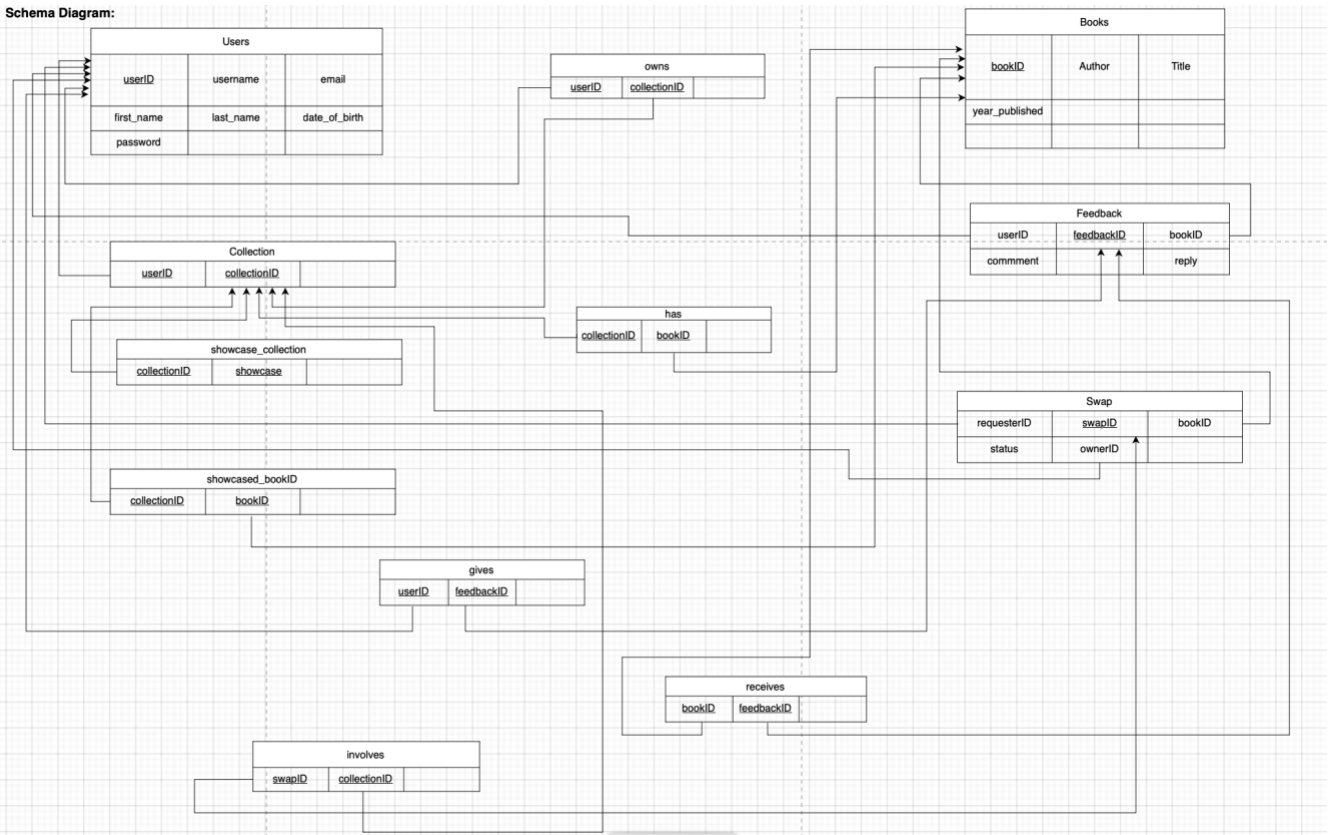 Schema Diagram:
Users
userID username email
first_name last_name date_of_birth
password
owns
userID collectionID
Books
bookID Author Title
year_published
Feedback
userID feedbackID bookID
commment reply
Collection
userID collectionID
has
collectionID bookID
showcase_collection
collectionID showcase
Swap
requesterID swapID bookID
status ownerID
showcased_bookID
collectionID bookID
gives
userID feedbackID
receives
bookID feedbackID
involves
swapID collectionID